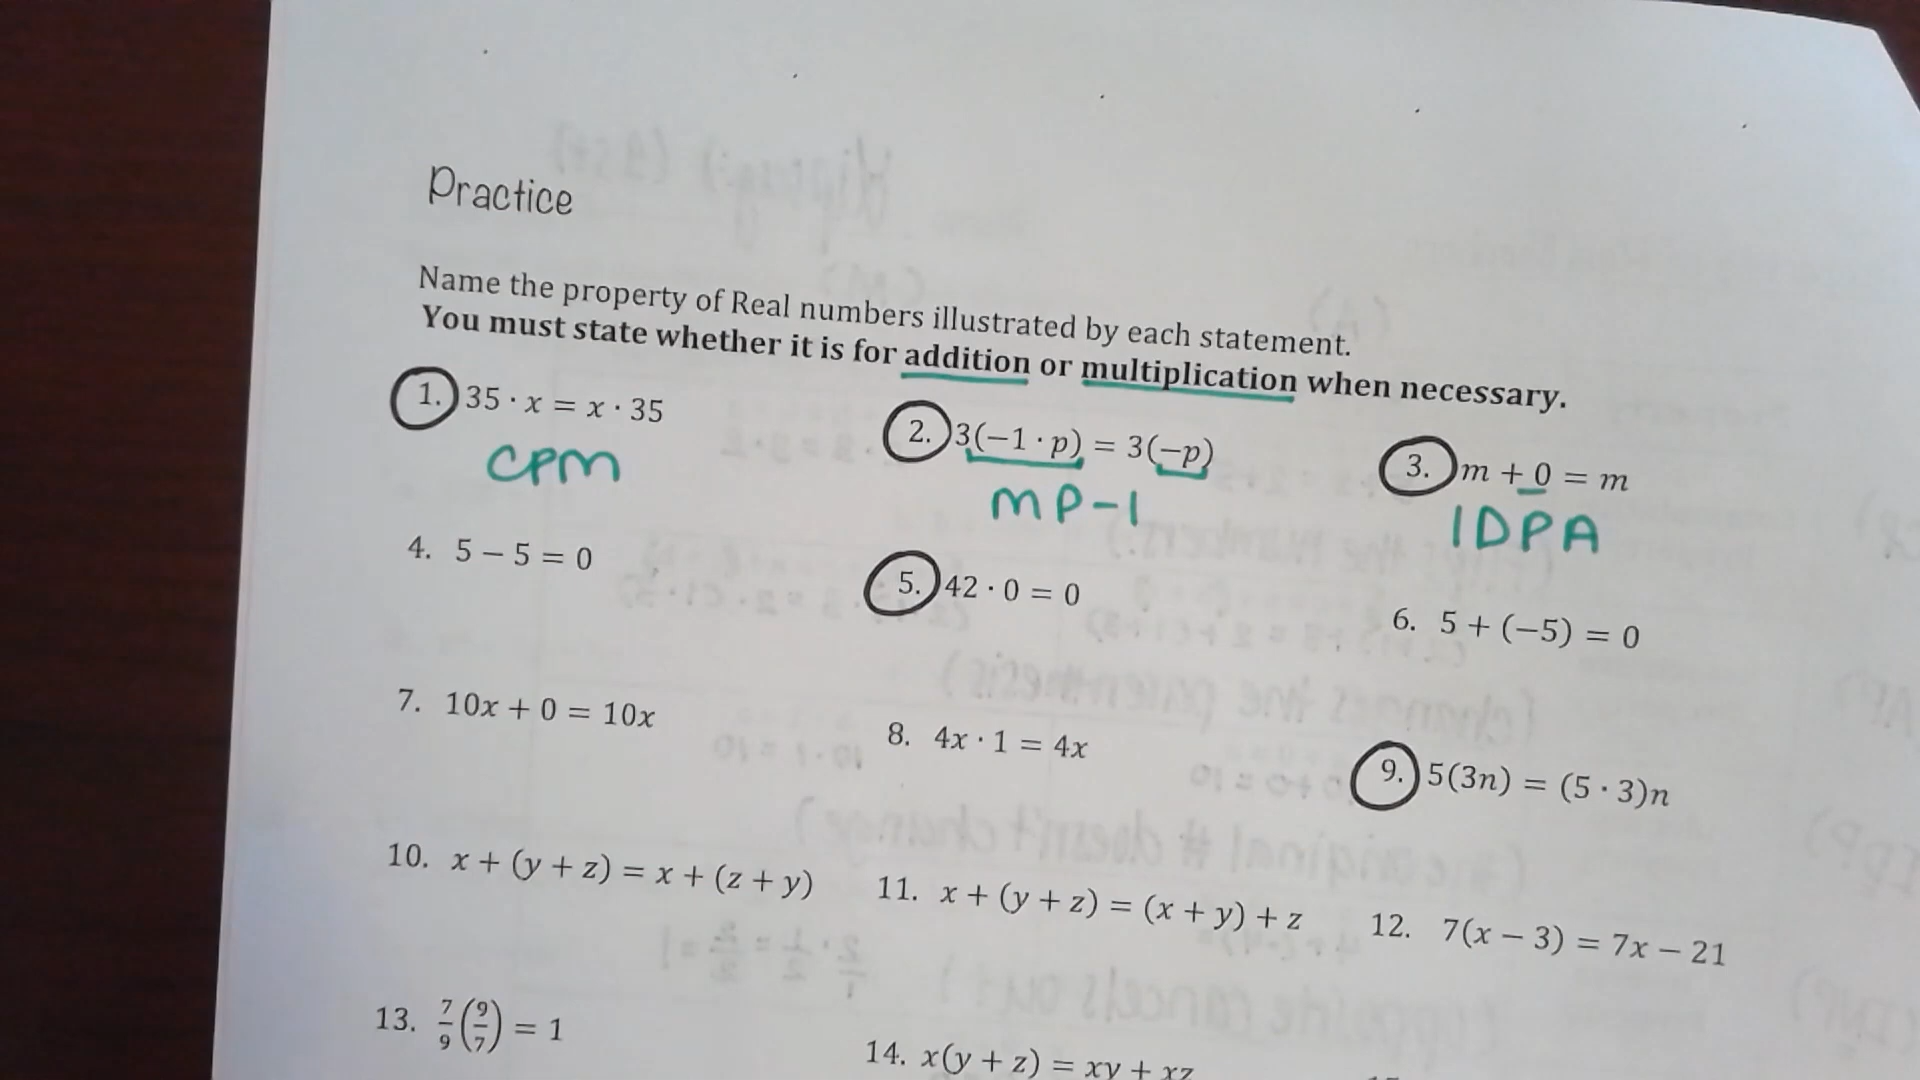 Practice
Name the property of Real numbers illustrated by each statement.
You must state whether it is for addition or multiplication when necessary.
1. 35 · x = x · 35
CPM
2. 3(−1 · p) = 3(−p)
MP-1
3. m + 0 = m
IDPA
4. 5 − 5 = 0
5. 42 · 0 = 0
6. 5 + (−5) = 0
7. 10x + 0 = 10x
8. 4x · 1 = 4x
9. 5(3n) = (5 · 3)n
10. x + (y + z) = x + (z + y)
11. x + (y + z) = (x + y) + z
12. 7(x − 3) = 7x − 21
13. 7/9 (9/7) = 1
14. x(y + z) = xy + xz